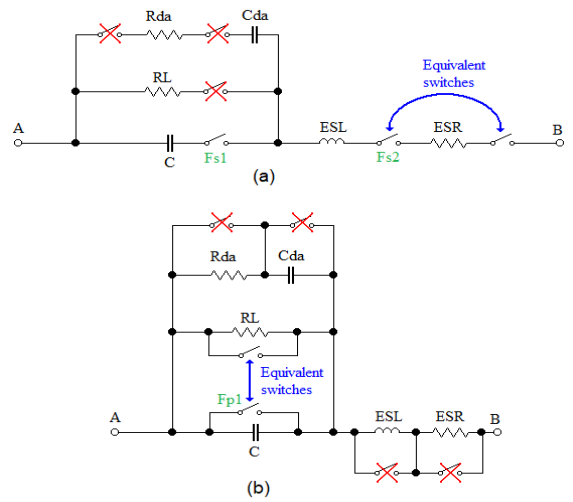 Rda
Cda
RL
Equivalent
switches
A
ESL
ESR
B
C
Fs1
Fs2
(a)
Rda
Cda
RL
Equivalent
switches
Fp1
A
C
ESL
ESR
B
(b)